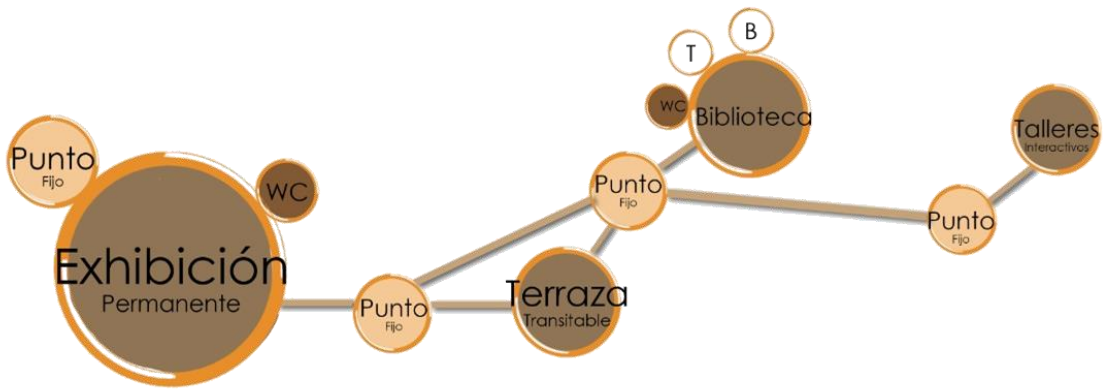 Punto
Fijo
WC
Exhibición
Permanente
Punto
Fijo
Terraza
Transitable
Punto
Fijo
WC
T
B
Biblioteca
Punto
Fijo
Talleres
Interactivos